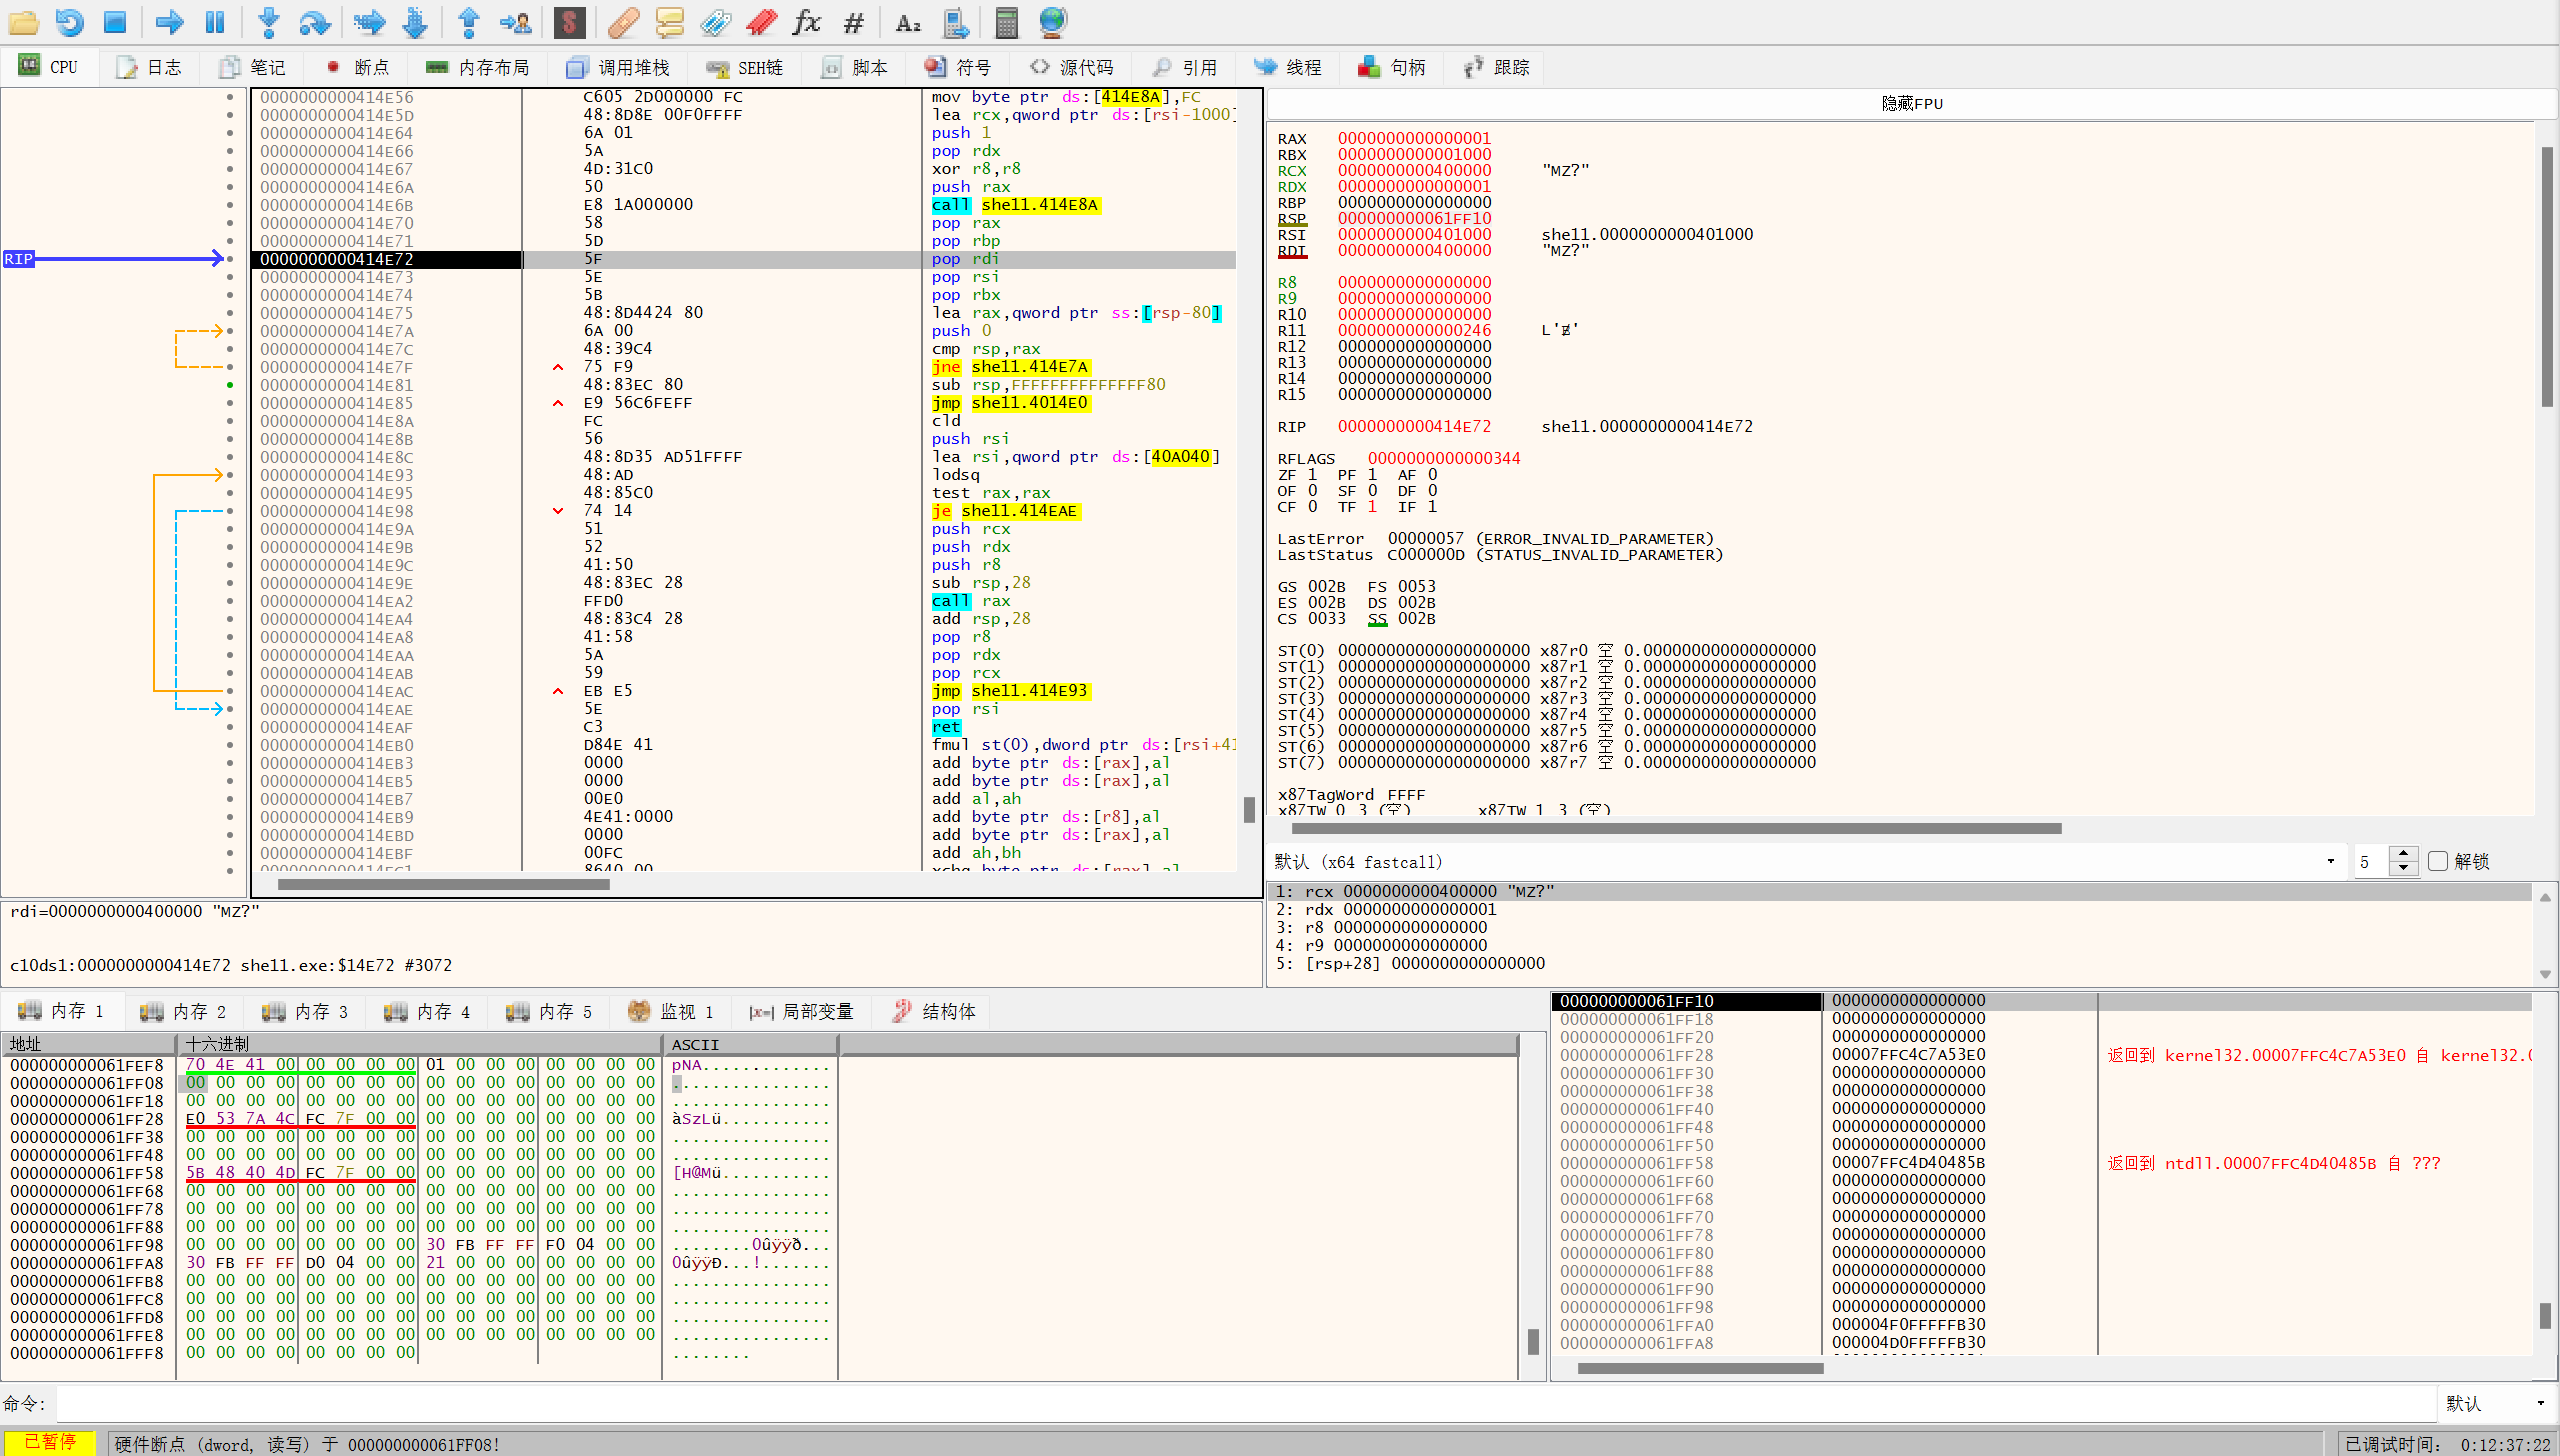 CPU 日志 笔记 断点 内存布局 调用堆栈 SEH链 脚本 符号 源代码 引用 线程 句柄 跟踪
RIP
0000000000414E56 C605 2D000000 FC mov byte ptr ds:[414E8A],FC
0000000000414E5D 48:8D8E 00F0FFFF lea rcx,qword ptr ds:[rsi-1000]
0000000000414E64 6A 01 push 1
0000000000414E66 5A pop rdx
0000000000414E67 4D:31C0 xor r8,r8
0000000000414E6A 50 push rax
0000000000414E6B E8 1A000000 call she11.414E8A
0000000000414E70 58 pop rax
0000000000414E71 5D pop rbp
0000000000414E72 5F pop rdi
0000000000414E73 5E pop rsi
0000000000414E74 5B pop rbx
0000000000414E75 48:8D4424 80 lea rax,qword ptr ss:[rsp-80]
0000000000414E7A 6A 00 push 0
0000000000414E7C 48:39C4 cmp rsp,rax
0000000000414E7F 75 F9 jne she11.414E7A
0000000000414E81 48:83EC 80 sub rsp,FFFFFFFFFFFFFF80
0000000000414E85 E9 56C6FEFF jmp she11.4014E0
0000000000414E8A FC cld
0000000000414E8B 56 push rsi
0000000000414E8C 48:8D35 AD51FFFF lea rsi,qword ptr ds:[40A040]
0000000000414E93 48:AD lodsq
0000000000414E95 48:85C0 test rax,rax
0000000000414E98 74 14 je she11.414EAE
0000000000414E9A 51 push rcx
0000000000414E9B 52 push rdx
0000000000414E9C 41:50 push r8
0000000000414E9E 48:83EC 28 sub rsp,28
0000000000414EA2 FFD0 call rax
0000000000414EA4 48:83C4 28 add rsp,28
0000000000414EA8 41:58 pop r8
0000000000414EAA 5A pop rdx
0000000000414EAB 59 pop rcx
0000000000414EAC EB E5 jmp she11.414E93
0000000000414EAE 5E pop rsi
0000000000414EAF C3 ret
0000000000414EB0 D84E 41 fmul st(0),dword ptr ds:[rsi+41
0000000000414EB3 0000 add byte ptr ds:[rax],al
0000000000414EB5 0000 add byte ptr ds:[rax],al
0000000000414EB7 00E0 add al,ah
0000000000414EB9 4E41:0000 add byte ptr ds:[r8],al
0000000000414EBD 0000 add byte ptr ds:[rax],al
0000000000414EBF 00FC add ah,bh
0000000000414EC1 8640 00 xchg byte ptr ds:[rax],al
隐藏FPU
RAX 0000000000000001
RBX 0000000000001000
RCX 0000000000400000 "MZ?"
RDX 0000000000000001
RBP 0000000000000000
RSP 000000000061FF10
RSI 0000000000401000 she11.0000000000401000
RDI 0000000000400000 "MZ?"
R8 0000000000000000
R9 0000000000000000
R10 0000000000000000
R11 0000000000000246
R12 0000000000000000
R13 0000000000000000
R14 0000000000000000
R15 0000000000000000
RIP 0000000000414E72 she11.0000000000414E72
RFLAGS 0000000000000344
ZF 1 PF 1 AF 0
OF 0 SF 0 DF 0
CF 0 TF 1 IF 1
LastError 00000057 (ERROR_INVALID_PARAMETER)
LastStatus C000000D (STATUS_INVALID_PARAMETER)
GS 002B FS 0053
ES 002B DS 002B
CS 0033 SS 002B
ST(0) 00000000000000000000 x87r0 空 0.000000000000000000
ST(1) 00000000000000000000 x87r1 空 0.000000000000000000
ST(2) 00000000000000000000 x87r2 空 0.000000000000000000
ST(3) 00000000000000000000 x87r3 空 0.000000000000000000
ST(4) 00000000000000000000 x87r4 空 0.000000000000000000
ST(5) 00000000000000000000 x87r5 空 0.000000000000000000
ST(6) 00000000000000000000 x87r6 空 0.000000000000000000
ST(7) 00000000000000000000 x87r7 空 0.000000000000000000
x87TagWord FFFF
x87TW_0 3 (空) x87TW_1 3 (空)
默认 (x64 fastcall) 5 解锁
1: rcx 0000000000400000 "MZ?"
2: rdx 0000000000000001
3: r8 0000000000000000
4: r9 0000000000000000
5: [rsp+28] 0000000000000000
rdi=0000000000400000 "MZ?"
c10ds1:0000000000414E72 she11.exe:$14E72 #3072
内存 1 内存 2 内存 3 内存 4 内存 5 监视 1 局部变量 结构体
地址 十六进制 ASCII
000000000061FEF8 70 4E 41 00 00 00 00 00 01 00 00 00 00 00 00 00 pNA.............
000000000061FF08 00 00 00 00 00 00 00 00 00 00 00 00 00 00 00 00 ................
000000000061FF18 00 00 00 00 00 00 00 00 00 00 00 00 00 00 00 00 ................
000000000061FF28 E0 53 7A 4C FC 7F 00 00 00 00 00 00 00 00 00 00 àSzLü...........
000000000061FF38 00 00 00 00 00 00 00 00 00 00 00 00 00 00 00 00 ................
000000000061FF48 00 00 00 00 00 00 00 00 00 00 00 00 00 00 00 00 ................
000000000061FF58 5B 48 40 4D FC 7F 00 00 00 00 00 00 00 00 00 00 [H@Mü...........
000000000061FF68 00 00 00 00 00 00 00 00 00 00 00 00 00 00 00 00 ................
000000000061FF78 00 00 00 00 00 00 00 00 00 00 00 00 00 00 00 00 ................
000000000061FF88 00 00 00 00 00 00 00 00 00 00 00 00 00 00 00 00 ................
000000000061FF98 00 00 00 00 00 00 00 00 30 FB FF FF F0 04 00 00 ........0ûÿÿð...
000000000061FFA8 30 FB FF FF D0 04 00 00 21 00 00 00 00 00 00 00 0ûÿÿÐ...!.......
000000000061FFB8 00 00 00 00 00 00 00 00 00 00 00 00 00 00 00 00 ................
000000000061FFC8 00 00 00 00 00 00 00 00 00 00 00 00 00 00 00 00 ................
000000000061FFD8 00 00 00 00 00 00 00 00 00 00 00 00 00 00 00 00 ................
000000000061FFE8 00 00 00 00 00 00 00 00 00 00 00 00 00 00 00 00 ................
000000000061FFF8 00 00 00 00 00 00 00 00 ........
000000000061FF10 0000000000000000
000000000061FF18 0000000000000000
000000000061FF20 0000000000000000
000000000061FF28 00007FFC4C7A53E0 返回到 kernel32.00007FFC4C7A53E0 自 kernel32.0
000000000061FF30 0000000000000000
000000000061FF38 0000000000000000
000000000061FF40 0000000000000000
000000000061FF48 0000000000000000
000000000061FF50 0000000000000000
000000000061FF58 00007FFC4D40485B 返回到 ntdll.00007FFC4D40485B 自 ???
000000000061FF60 0000000000000000
000000000061FF68 0000000000000000
000000000061FF70 0000000000000000
000000000061FF78 0000000000000000
000000000061FF80 0000000000000000
000000000061FF88 0000000000000000
000000000061FF90 0000000000000000
000000000061FF98 0000000000000000
000000000061FFA0 000004F0FFFFFB30
000000000061FFA8 000004D0FFFFFB30
命令: 默认
已暂停 硬件断点 (dword, 读写) 于 000000000061FF08! 已调试时间: 0:12:37:22